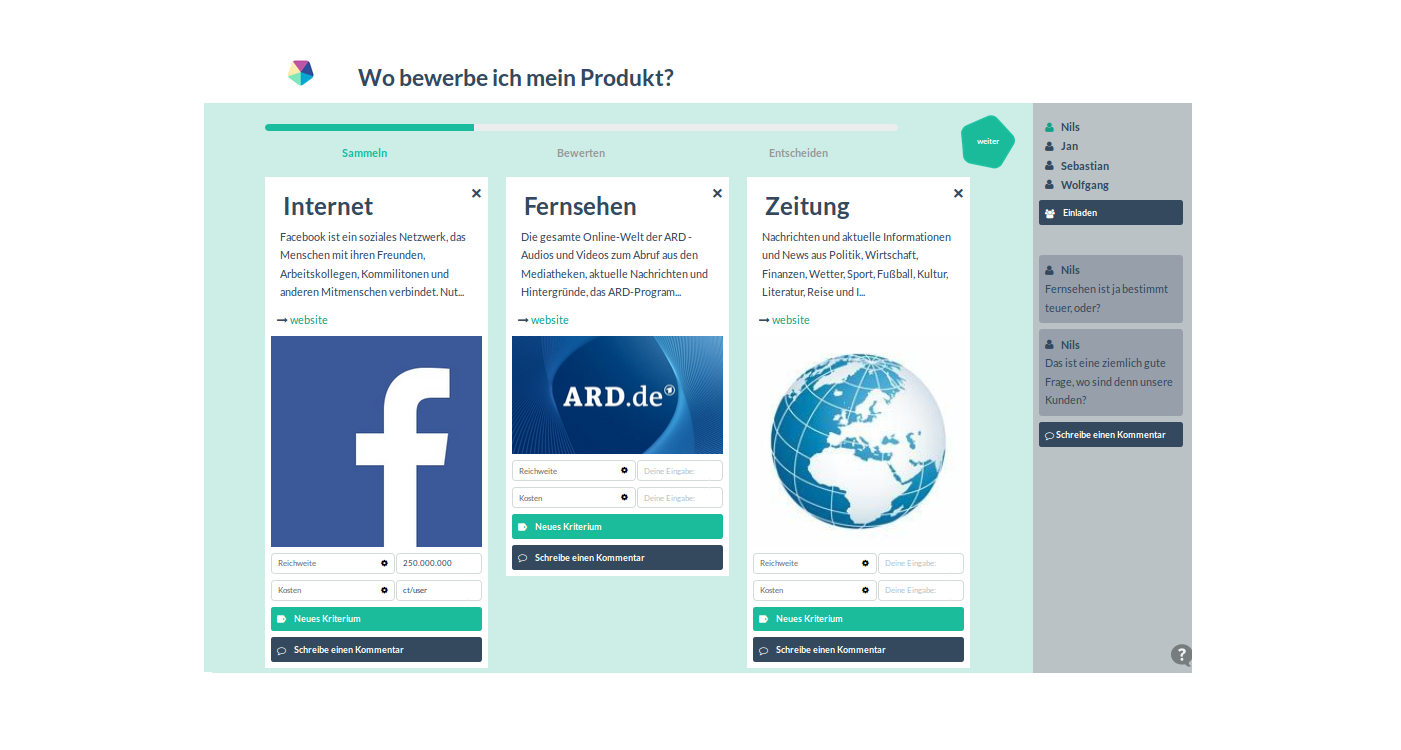 Wo bewerbe ich mein Produkt?
Sammeln
Bewerten
Entscheiden
weiter
Internet
Facebook ist ein soziales Netzwerk, das
Menschen mit ihren Freunden,
Arbeitskollegen, Kommilitonen und
anderen Mitmenschen verbindet. Nut...
website
Reichweite
250.000.000
Kosten
ct/user
Neues Kriterium
Schreibe einen Kommentar
Fernsehen
Die gesamte Online-Welt der ARD -
Audios und Videos zum Abruf aus den
Mediatheken, aktuelle Nachrichten und
Hintergründe, das ARD-Program...
website
ARD.de
Reichweite
Deine Eingabe:
Kosten
Deine Eingabe:
Neues Kriterium
Schreibe einen Kommentar
Zeitung
Nachrichten und aktuelle Informationen
und News aus Politik, Wirtschaft,
Finanzen, Wetter, Sport, Fußball, Kultur,
Literatur, Reise und I...
website
Reichweite
Deine Eingabe:
Kosten
Deine Eingabe:
Neues Kriterium
Schreibe einen Kommentar
Nils
Jan
Sebastian
Wolfgang
Einladen
Nils
Fernsehen ist ja bestimmt
teuer, oder?
Nils
Das ist eine ziemlich gute
Frage, wo sind denn unsere
Kunden?
Schreibe einen Kommentar
?